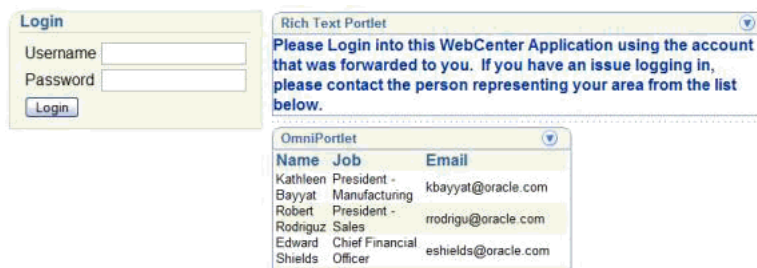 Login
Username
Password
Login
Rich Text Portlet
Please Login into this WebCenter Application using the account
that was forwarded to you. If you have an issue logging in,
please contact the person representing your area from the list
below.
OmniPortlet
Name Job Email
Kathleen Bayyat President - Manufacturing kbayyat@oracle.com
Robert Rodriguz President - Sales rrodrigu@oracle.com
Edward Shields Chief Financial Officer eshields@oracle.com